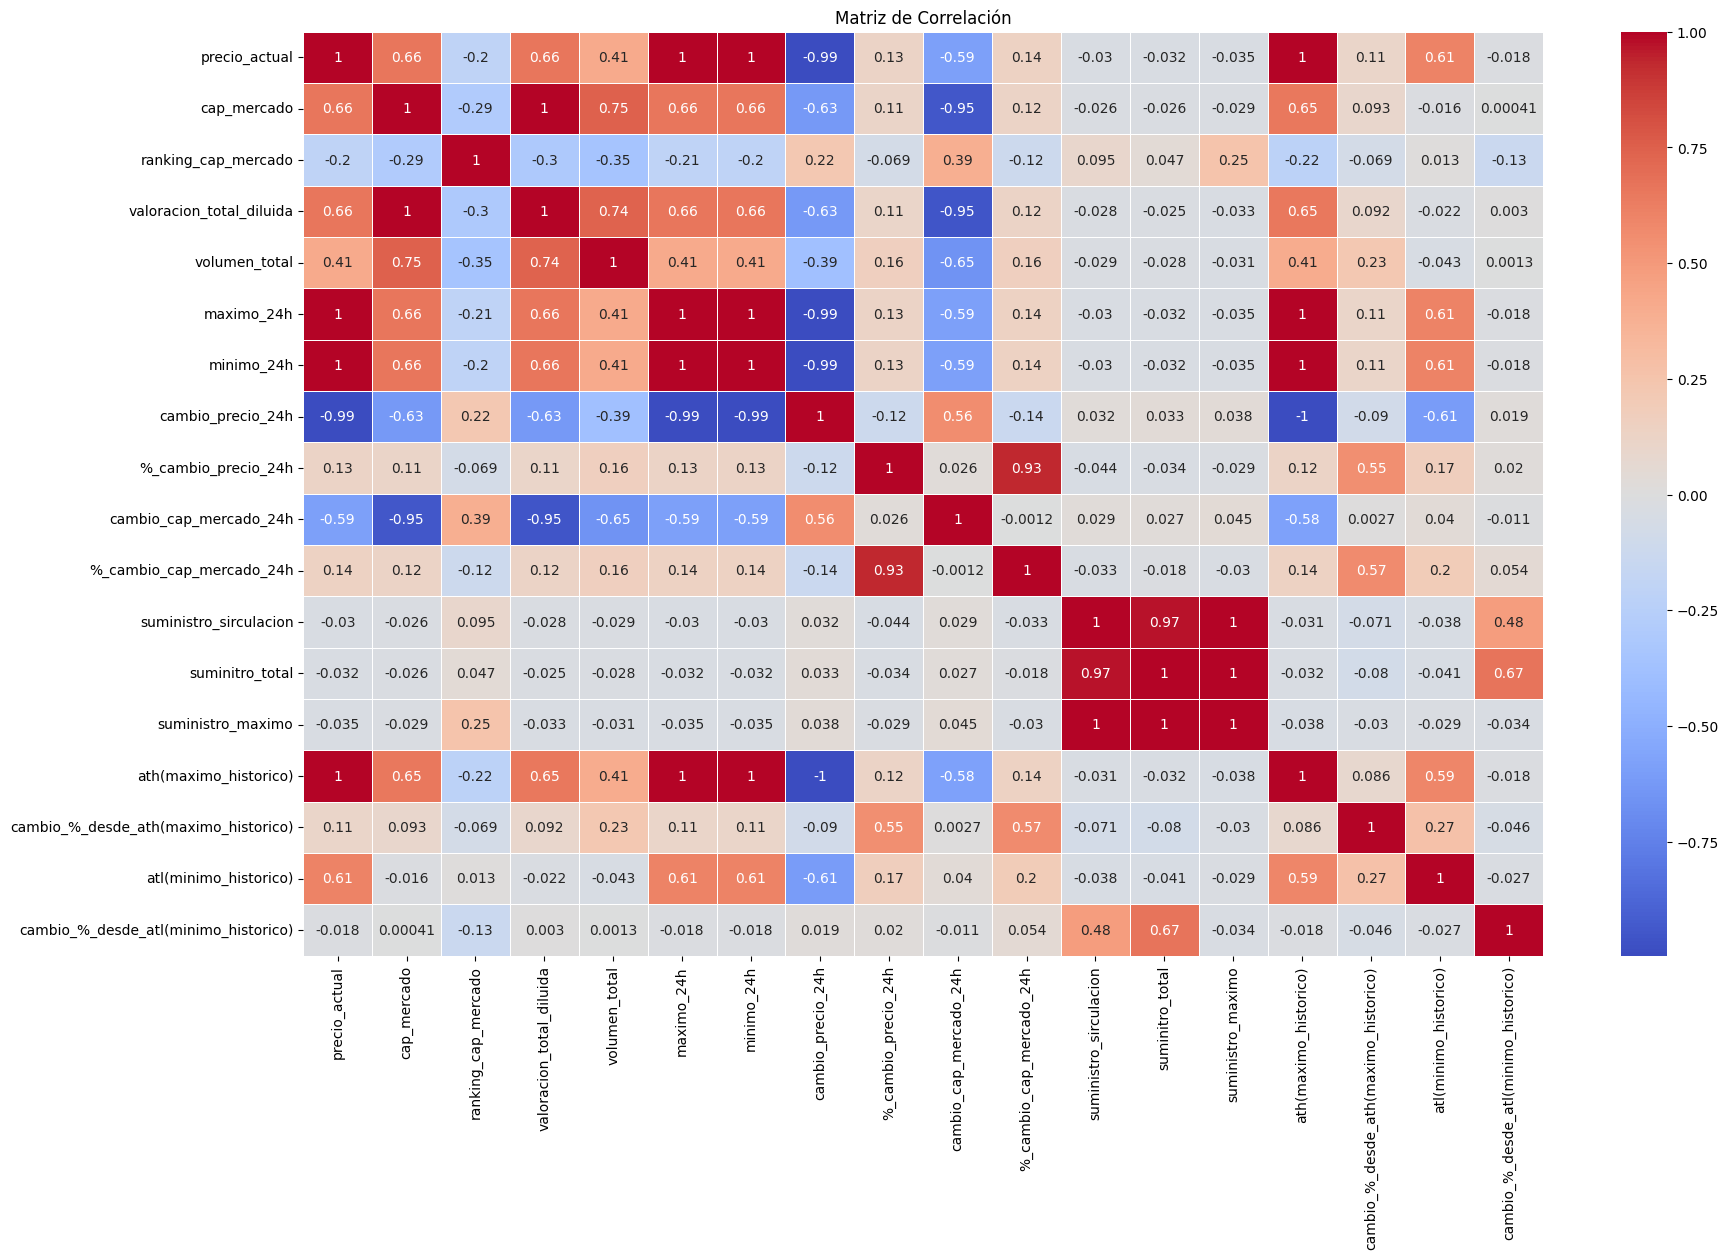 Matriz de Correlación
precio_actual 1 0.66 -0.2 0.66 0.41 1 1 -0.99 0.13 -0.59 0.14 -0.03 -0.032 -0.035 1 0.11 0.61 -0.018
cap_mercado 0.66 1 -0.29 1 0.75 0.66 0.66 -0.63 0.11 -0.95 0.12 -0.026 -0.026 -0.029 0.65 0.093 -0.016 0.00041
ranking_cap_mercado -0.2 -0.29 1 -0.3 -0.35 -0.21 -0.2 0.22 -0.069 0.39 -0.12 0.095 0.047 0.25 -0.22 -0.069 0.013 -0.13
valoracion_total_diluida 0.66 1 -0.3 1 0.74 0.66 0.66 -0.63 0.11 -0.95 0.12 -0.028 -0.025 -0.033 0.65 0.092 -0.022 0.003
volumen_total 0.41 0.75 -0.35 0.74 1 0.41 0.41 -0.39 0.16 -0.65 0.16 -0.029 -0.028 -0.031 0.41 0.23 -0.043 0.0013
maximo_24h 1 0.66 -0.21 0.66 0.41 1 1 -0.99 0.13 -0.59 0.14 -0.03 -0.032 -0.035 1 0.11 0.61 -0.018
minimo_24h 1 0.66 -0.2 0.66 0.41 1 1 -0.99 0.13 -0.59 0.14 -0.03 -0.032 -0.035 1 0.11 0.61 -0.018
cambio_precio_24h -0.99 -0.63 0.22 -0.63 -0.39 -0.99 -0.99 1 -0.12 0.56 -0.14 0.032 0.033 0.038 -1 -0.09 -0.61 0.019
%_cambio_precio_24h 0.13 0.11 -0.069 0.11 0.16 0.13 0.13 -0.12 1 0.026 0.93 -0.044 -0.034 -0.029 0.12 0.55 0.17 0.02
cambio_cap_mercado_24h -0.59 -0.95 0.39 -0.95 -0.65 -0.59 -0.59 0.56 0.026 1 -0.0012 0.029 0.027 0.045 -0.58 0.0027 0.04 -0.011
%_cambio_cap_mercado_24h 0.14 0.12 -0.12 0.12 0.16 0.14 0.14 -0.14 0.93 -0.0012 1 -0.033 -0.018 -0.03 0.14 0.57 0.2 0.054
suministro_sirculacion -0.03 -0.026 0.095 -0.028 -0.029 -0.03 -0.03 0.032 -0.044 0.029 -0.033 1 0.97 1 -0.031 -0.071 -0.038 0.48
suminitro_total -0.032 -0.026 0.047 -0.025 -0.028 -0.032 -0.032 0.033 -0.034 0.027 -0.018 0.97 1 1 -0.032 -0.08 -0.041 0.67
suministro_maximo -0.035 -0.029 0.25 -0.033 -0.031 -0.035 -0.035 0.038 -0.029 0.045 -0.03 1 1 1 -0.038 -0.03 -0.029 -0.034
ath(maximo_historico) 1 0.65 -0.22 0.65 0.41 1 1 -1 0.12 -0.58 0.14 -0.031 -0.032 -0.038 1 0.086 0.59 -0.018
cambio_%_desde_ath(maximo_historico) 0.11 0.093 -0.069 0.092 0.23 0.11 0.11 -0.09 0.55 0.0027 0.57 -0.071 -0.08 -0.03 0.086 1 0.27 -0.046
atl(minimo_historico) 0.61 -0.016 0.013 -0.022 -0.043 0.61 0.61 -0.61 0.17 0.04 0.2 -0.038 -0.041 -0.029 0.59 0.27 1 -0.027
cambio_%_desde_atl(minimo_historico) -0.018 0.00041 -0.13 0.003 0.0013 -0.018 -0.018 0.019 0.02 -0.011 0.054 0.48 0.67 -0.034 -0.018 -0.046 -0.027 1
precio_actual
cap_mercado
ranking_cap_mercado
valoracion_total_diluida
volumen_total
maximo_24h
minimo_24h
cambio_precio_24h
%_cambio_precio_24h
cambio_cap_mercado_24h
%_cambio_cap_mercado_24h
suministro_sirculacion
suminitro_total
suministro_maximo
ath(maximo_historico)
cambio_%_desde_ath(maximo_historico)
atl(minimo_historico)
cambio_%_desde_atl(minimo_historico)
1.00
0.75
0.50
0.25
0.00
−0.25
−0.50
−0.75